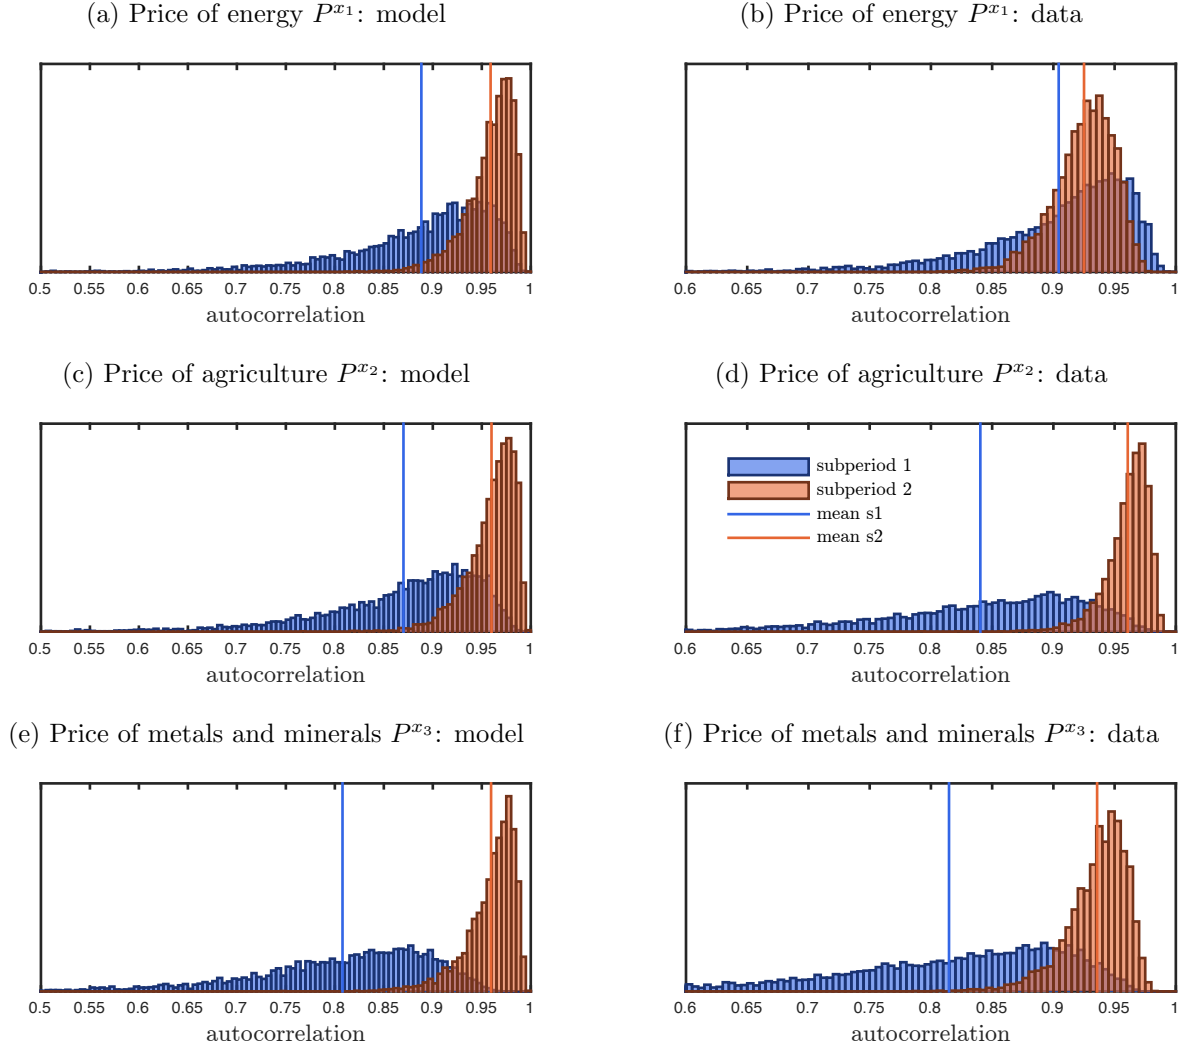 (a) Price of energy P^{x_1}: model
(b) Price of energy P^{x_1}: data
0.5 0.55 0.6 0.65 0.7 0.75 0.8 0.85 0.9 0.95 1
autocorrelation
0.6 0.65 0.7 0.75 0.8 0.85 0.9 0.95 1
autocorrelation
(c) Price of agriculture P^{x_2}: model
(d) Price of agriculture P^{x_2}: data
subperiod 1
subperiod 2
mean s1
mean s2
0.5 0.55 0.6 0.65 0.7 0.75 0.8 0.85 0.9 0.95 1
autocorrelation
0.6 0.65 0.7 0.75 0.8 0.85 0.9 0.95 1
autocorrelation
(e) Price of metals and minerals P^{x_3}: model
(f) Price of metals and minerals P^{x_3}: data
0.5 0.55 0.6 0.65 0.7 0.75 0.8 0.85 0.9 0.95 1
autocorrelation
0.6 0.65 0.7 0.75 0.8 0.85 0.9 0.95 1
autocorrelation